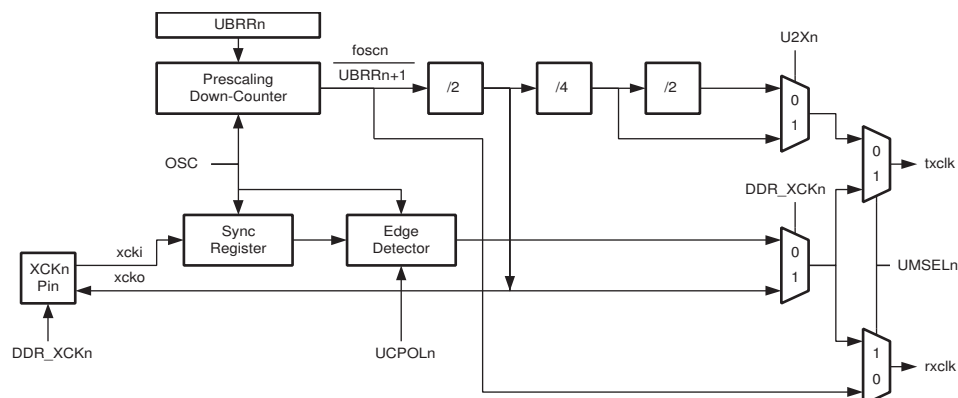 UBRRn
foscn
UBRRn+1
U2Xn
Prescaling
Down-Counter
/2
/4
/2
0
1
OSC
0
1
txclk
DDR_XCKn
Sync
Register
Edge
Detector
xcki
0
1
UMSELn
XCKn
Pin
xcko
DDR_XCKn
UCPOLn
1
0
rxclk